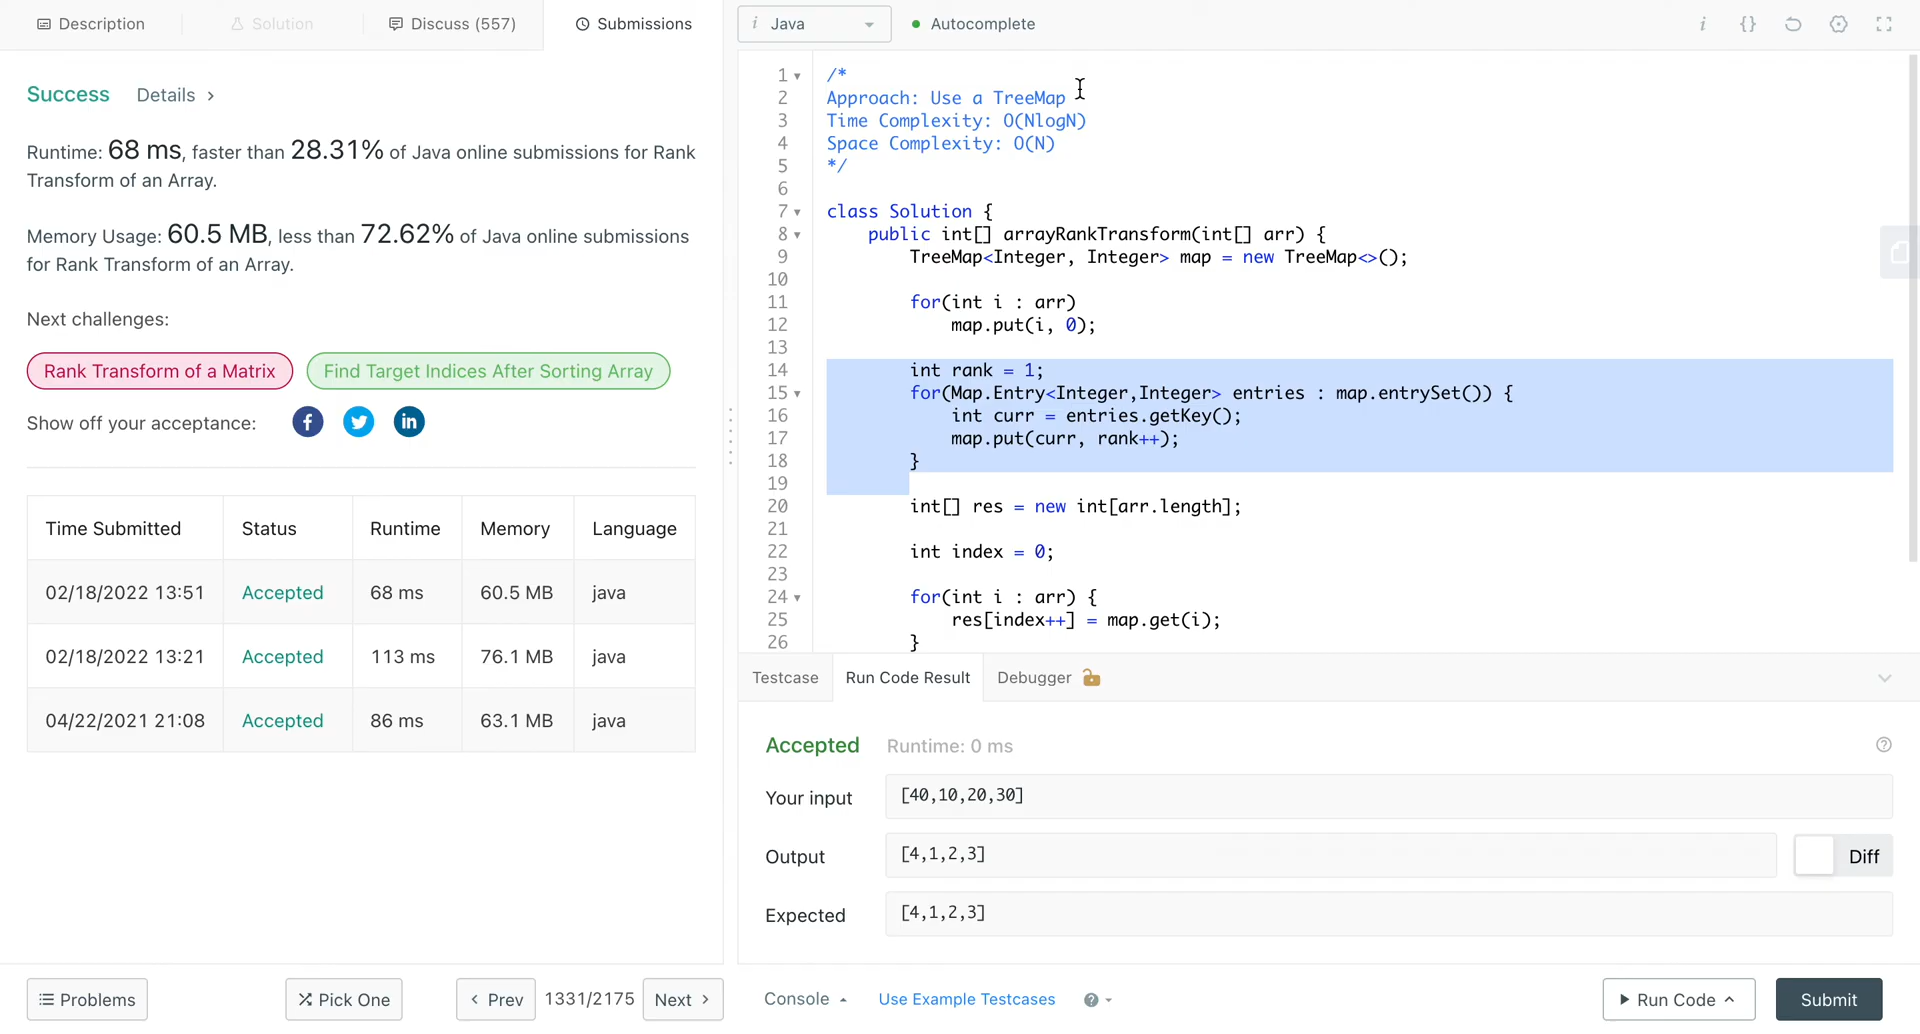 Description
Solution
Discuss (557)
Submissions
i Java
Autocomplete
i {}
Success Details >
Runtime: 68 ms, faster than 28.31% of Java online submissions for Rank
Transform of an Array.
Memory Usage: 60.5 MB, less than 72.62% of Java online submissions
for Rank Transform of an Array.
Next challenges:
Rank Transform of a Matrix
Find Target Indices After Sorting Array
Show off your acceptance:
Time Submitted Status Runtime Memory Language
02/18/2022 13:51 Accepted 68 ms 60.5 MB java
02/18/2022 13:21 Accepted 113 ms 76.1 MB java
04/22/2021 21:08 Accepted 86 ms 63.1 MB java
1 /*
2 Approach: Use a TreeMap
3 Time Complexity: O(NlogN)
4 Space Complexity: O(N)
5 */
6
7 class Solution {
8 public int[] arrayRankTransform(int[] arr) {
9 TreeMap<Integer, Integer> map = new TreeMap<>();
10
11 for(int i : arr)
12 map.put(i, 0);
13
14 int rank = 1;
15 for(Map.Entry<Integer,Integer> entries : map.entrySet()) {
16 int curr = entries.getKey();
17 map.put(curr, rank++);
18 }
19
20 int[] res = new int[arr.length];
21
22 int index = 0;
23
24 for(int i : arr) {
25 res[index++] = map.get(i);
26 }
Testcase Run Code Result Debugger
Accepted Runtime: 0 ms
Your input [40,10,20,30]
Output [4,1,2,3] Diff
Expected [4,1,2,3]
Problems
Pick One
< Prev 1331/2175 Next >
Console Use Example Testcases
Run Code
Submit